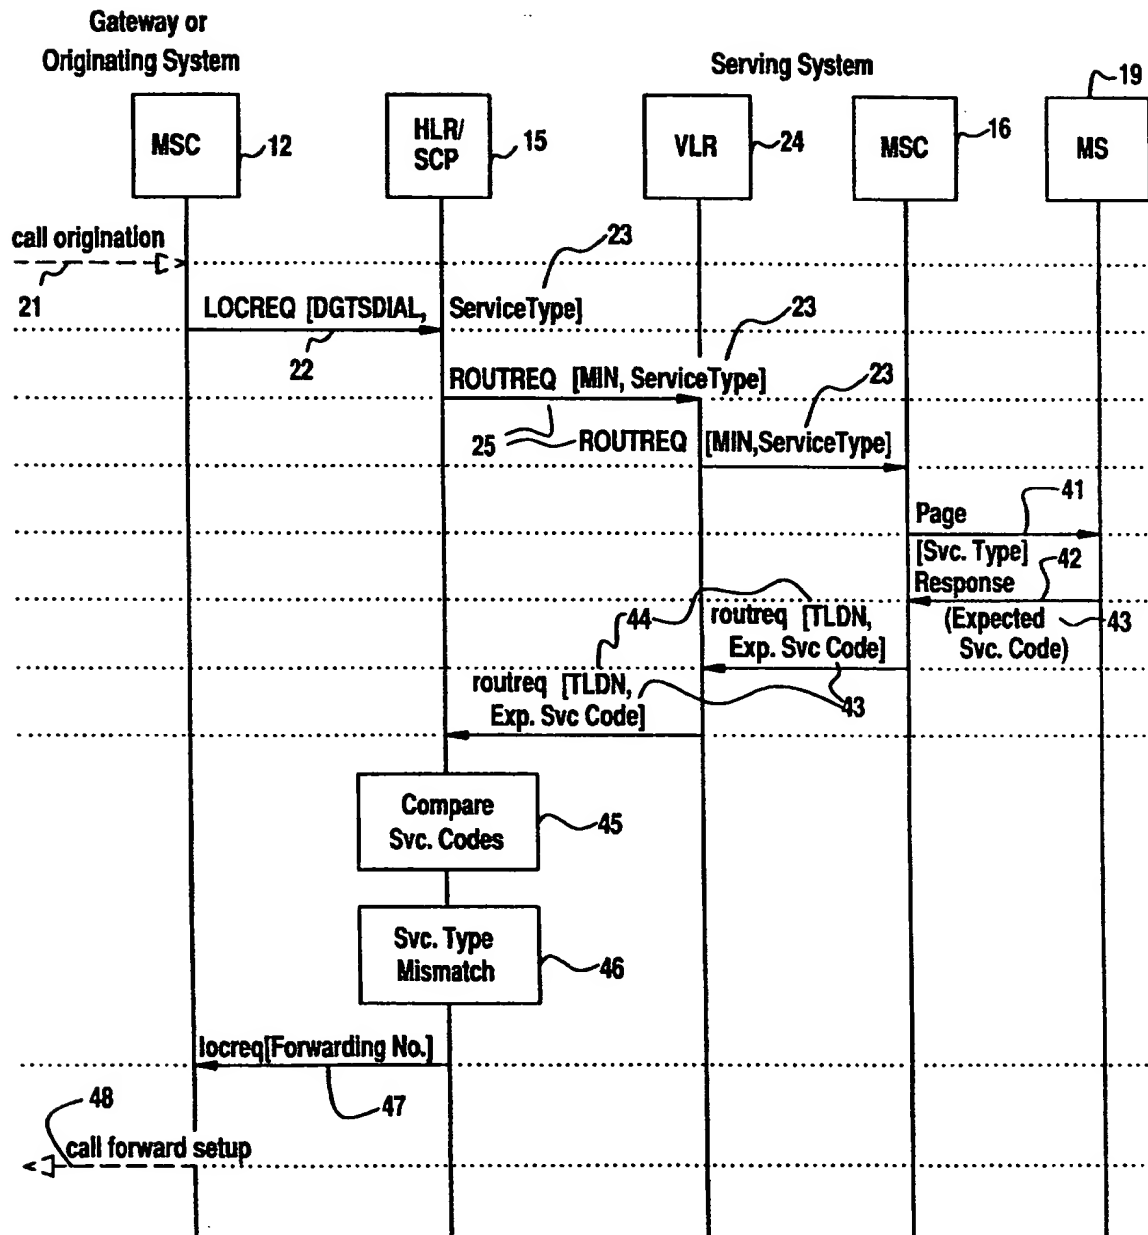 Gateway or
Originating System
Serving System
19
MSC
12
HLR/
SCP
15
VLR
24
MSC
16
MS
call origination
21
23
LOCREQ [DGTSDIAL, ServiceType]
22
23
ROUTREQ [MIN, ServiceType]
23
25
ROUTREQ [MIN,ServiceType]
41
Page
[Svc. Type]
42
Response
(Expected
Svc. Code)
43
44
routreq [TLDN,
Exp. Svc Code]
routreq [TLDN,
Exp. Svc Code]
43
Compare
Svc. Codes
45
Svc. Type
Mismatch
46
locreq[Forwarding No.]
47
48
call forward setup